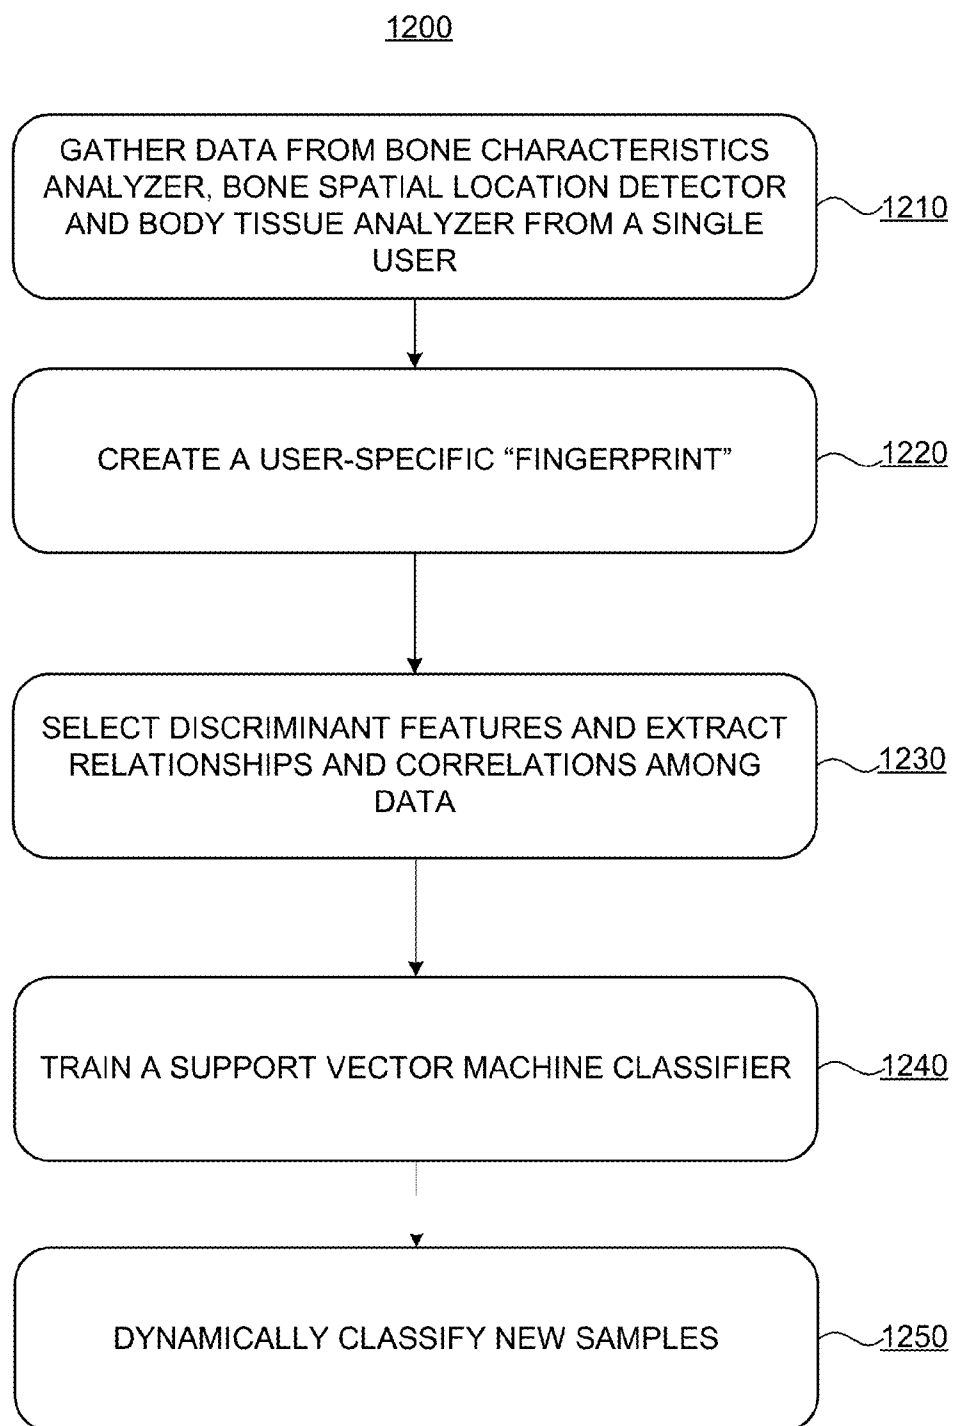 1200
GATHER DATA FROM BONE CHARACTERISTICS
ANALYZER, BONE SPATIAL LOCATION DETECTOR
AND BODY TISSUE ANALYZER FROM A SINGLE
USER
1210
CREATE A USER-SPECIFIC “FINGERPRINT”
1220
SELECT DISCRIMINANT FEATURES AND EXTRACT
RELATIONSHIPS AND CORRELATIONS AMONG
DATA
1230
TRAIN A SUPPORT VECTOR MACHINE CLASSIFIER
1240
DYNAMICALLY CLASSIFY NEW SAMPLES
1250